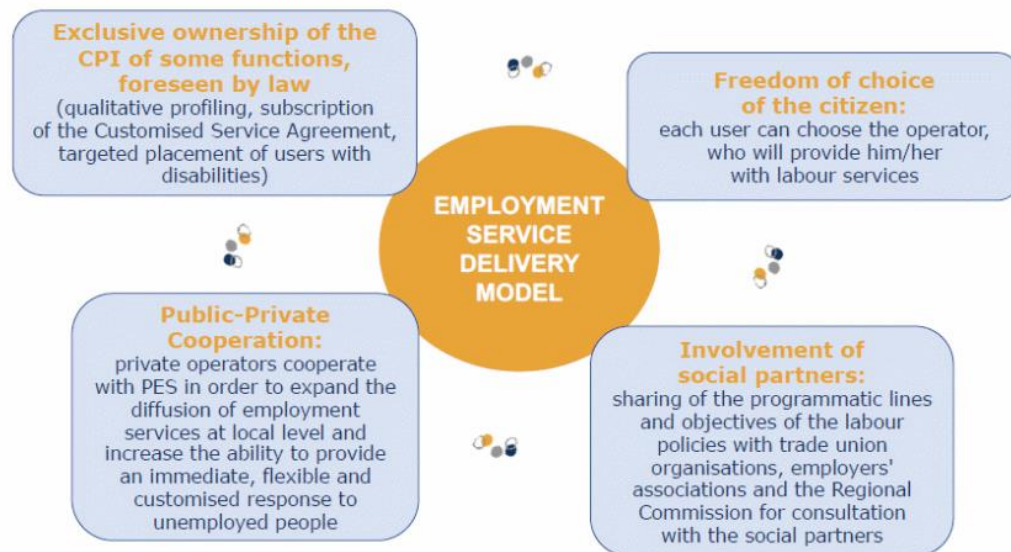 Exclusive ownership of the
CPI of some functions,
foreseen by law
(qualitative profiling, subscription
of the Customised Service Agreement,
targeted placement of users with
disabilities)
Freedom of choice
of the citizen:
each user can choose the operator,
who will provide him/her
with labour services
EMPLOYMENT
SERVICE
DELIVERY
MODEL
Public-Private
Cooperation:
private operators cooperate
with PES in order to expand the
diffusion of employment
services at local level and
increase the ability to provide
an immediate, flexible and
customised response to
unemployed people
Involvement of
social partners:
sharing of the programmatic lines
and objectives of the labour
policies with trade union
organisations, employers'
associations and the Regional
Commission for consultation
with the social partners